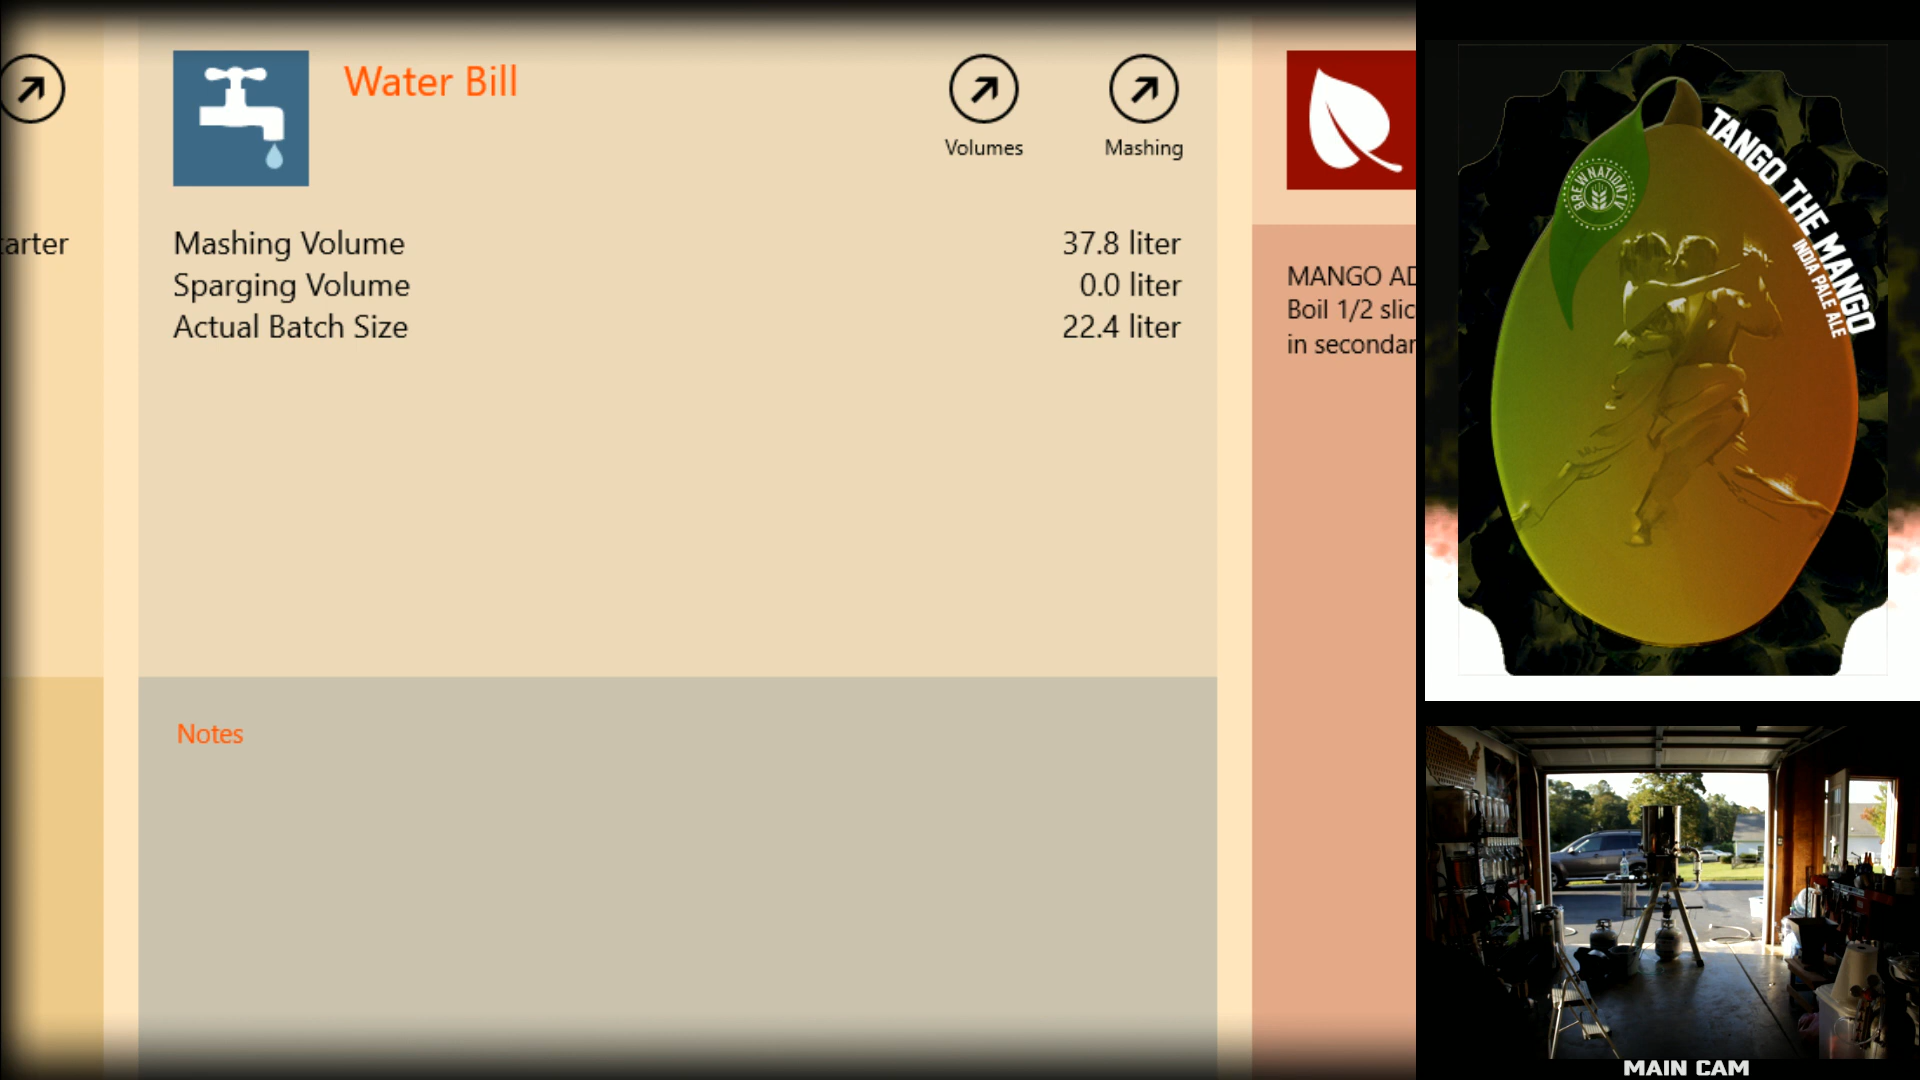 arter
Water Bill
Volumes
Mashing
Mashing Volume 37.8 liter
Sparging Volume 0.0 liter
Actual Batch Size 22.4 liter
Notes
MANGO AD
Boil 1/2 slic
in secondar
TANGO THE MANGO
INDIA PALE ALE
BREWNATIONTV
MAIN CAM